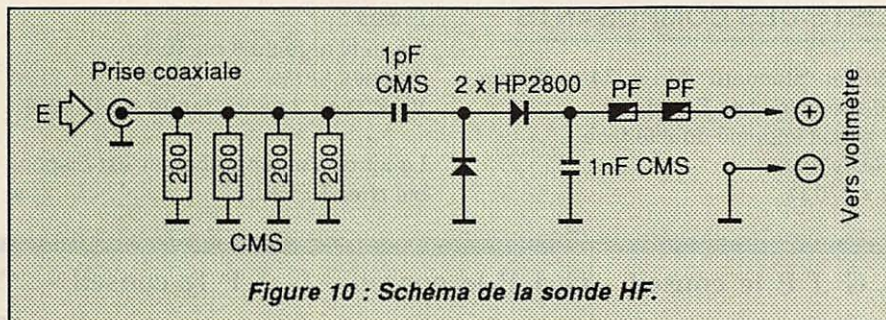 1pF
Prise coaxiale
CMS
2 x HP2800
PF
PF
E
+
200
200
200
200
1nF CMS
−
Vers voltmètre
CMS
Figure 10 : Schéma de la sonde HF.